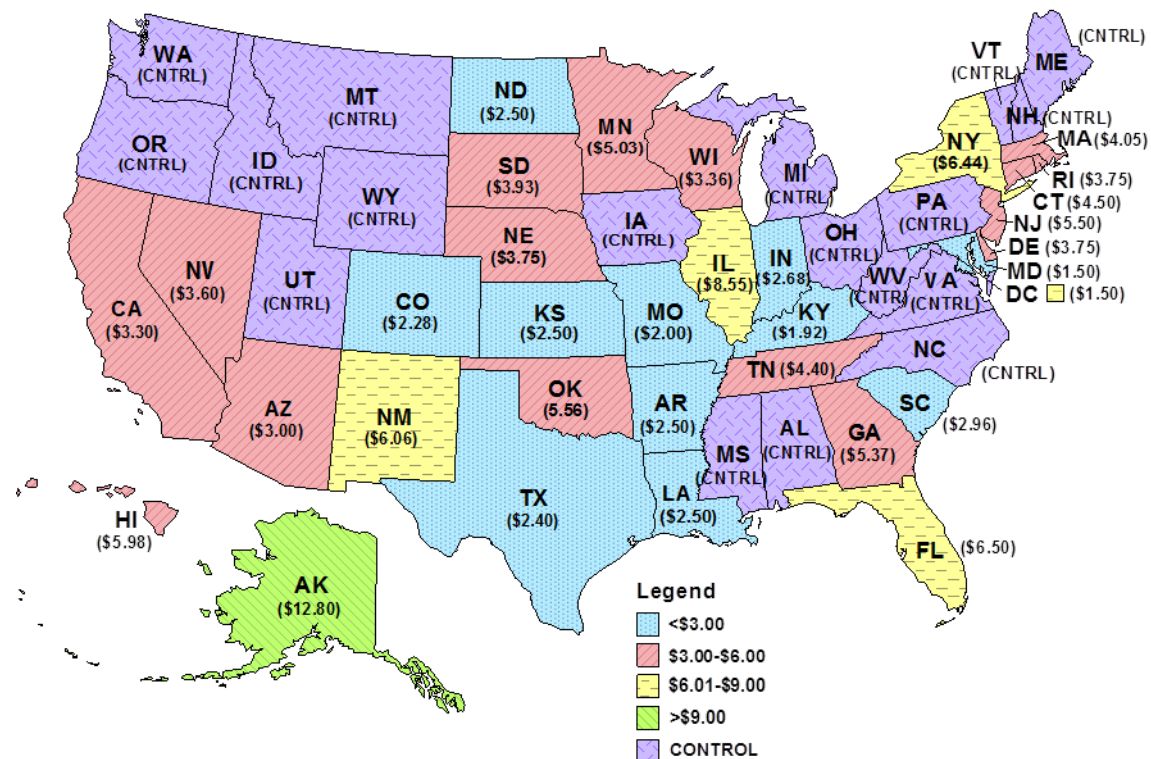 WA
(CNTRL)
MT
(CNTRL)
ND
($2.50)
MN
($5.03)
VT
(CNTRL)
(CNTRL)
ME
OR
(CNTRL)
ID
(CNTRL)
WY
(CNTRL)
SD
($3.93)
WI
($3.36)
MI
(CNTRL)
NY
($6.44)
NH (CNTRL)
MA ($4.05)
RI ($3.75)
CT ($4.50)
NJ ($5.50)
DE ($3.75)
MD ($1.50)
DC ($1.50)
NV
($3.60)
UT
(CNTRL)
NE
($3.75)
IA
(CNTRL)
IL
($8.55)
IN
($2.68)
OH
(CNTRL)
PA
(CNTRL)
WV
(CNTRL)
VA
(CNTRL)
CA
($3.30)
CO
($2.28)
KS
($2.50)
MO
($2.00)
KY
($1.92)
NC
(CNTRL)
TN ($4.40)
AZ
($3.00)
NM
($6.06)
OK
(5.56)
AR
($2.50)
MS
(CNTRL)
AL
(CNTRL)
GA
($5.37)
SC
($2.96)
TX
($2.40)
LA
($2.50)
FL
($6.50)
HI
($5.98)
AK
($12.80)
Legend
<$3.00
$3.00-$6.00
$6.01-$9.00
>$9.00
CONTROL